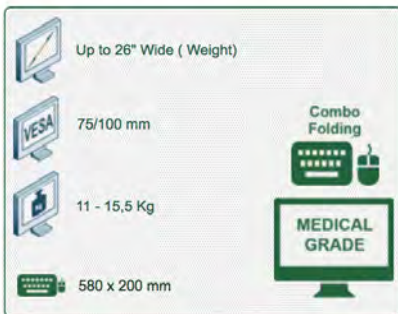 Up to 26" Wide ( Weight)
VESA
75/100 mm
11 - 15,5 Kg
580 x 200 mm
Combo
Folding
MEDICAL
GRADE